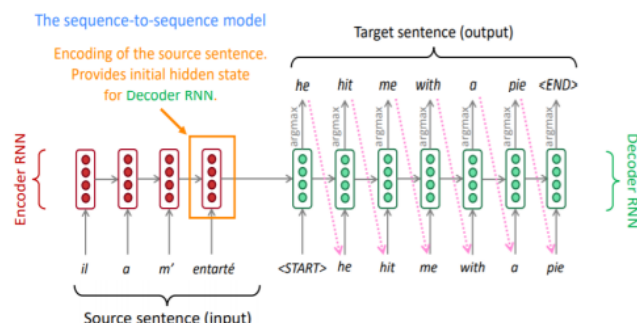 The sequence-to-sequence model
Encoding of the source sentence.
Provides initial hidden state
for Decoder RNN.
Target sentence (output)
he hit me with a pie <END>
argmax argmax argmax argmax argmax argmax argmax
Encoder RNN
Decoder RNN
il a m' entarté <START> he hit me with a pie
Source sentence (input)